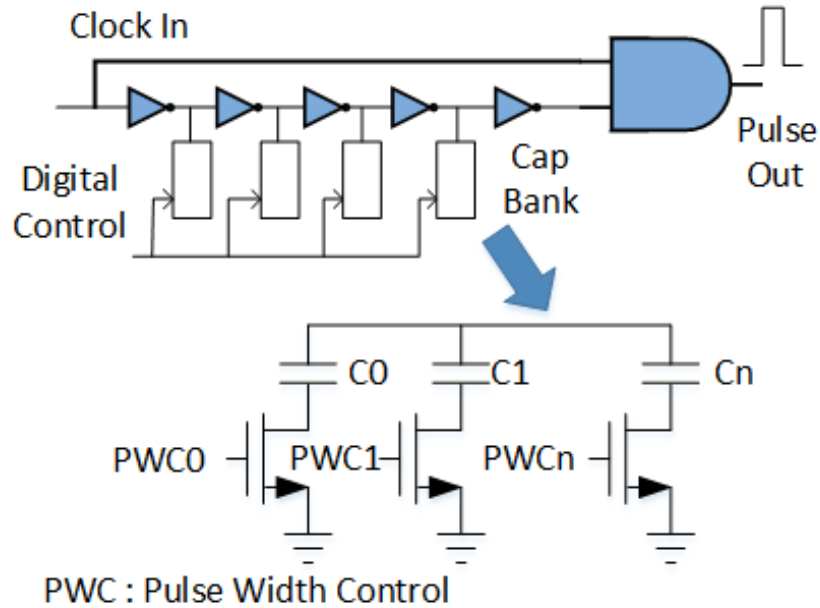 Clock In
Digital
Control
Cap
Bank
Pulse
Out
C0
C1
Cn
PWC0
PWC1
PWCn
PWC : Pulse Width Control